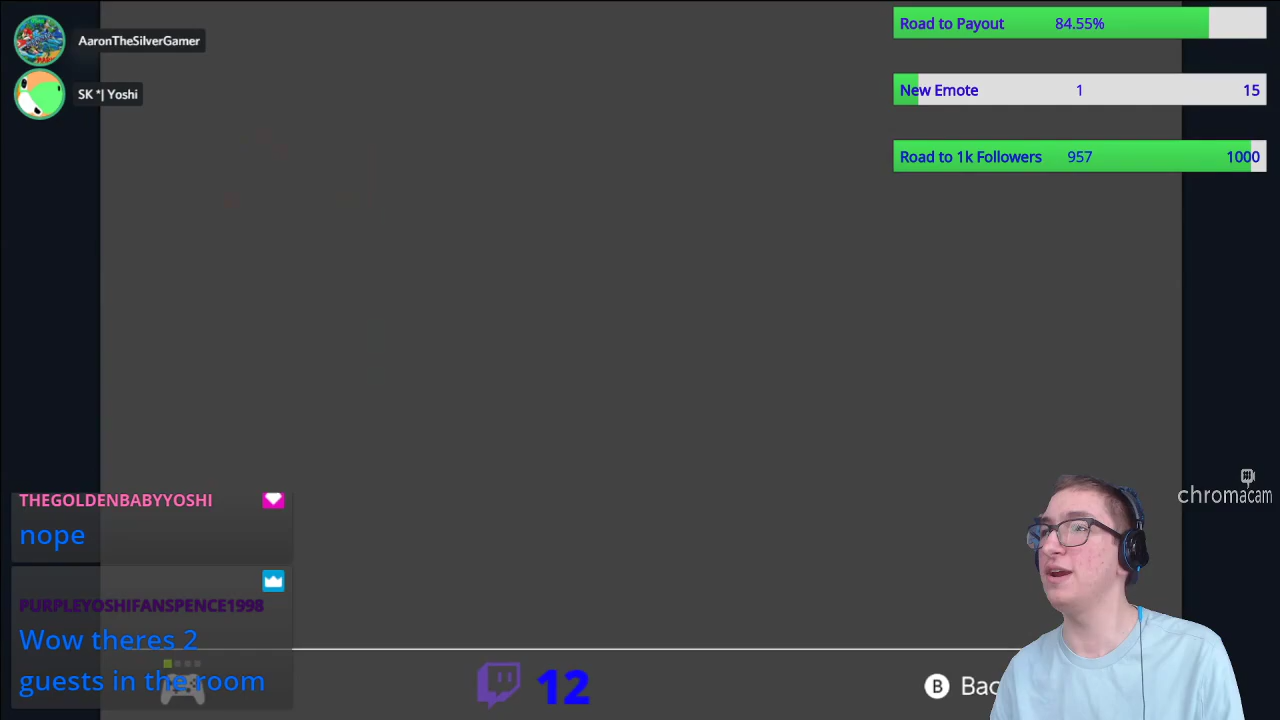 AaronTheSilverGamer
SK *| Yoshi
Road to Payout 84.55%
New Emote 1 15
Road to 1k Followers 957 1000
chromacam
THEGOLDENBABYYOSHI
nope
PURPLEYOSHIFANSPENCE1998
Wow theres 2
guests in the room
12
B Bac